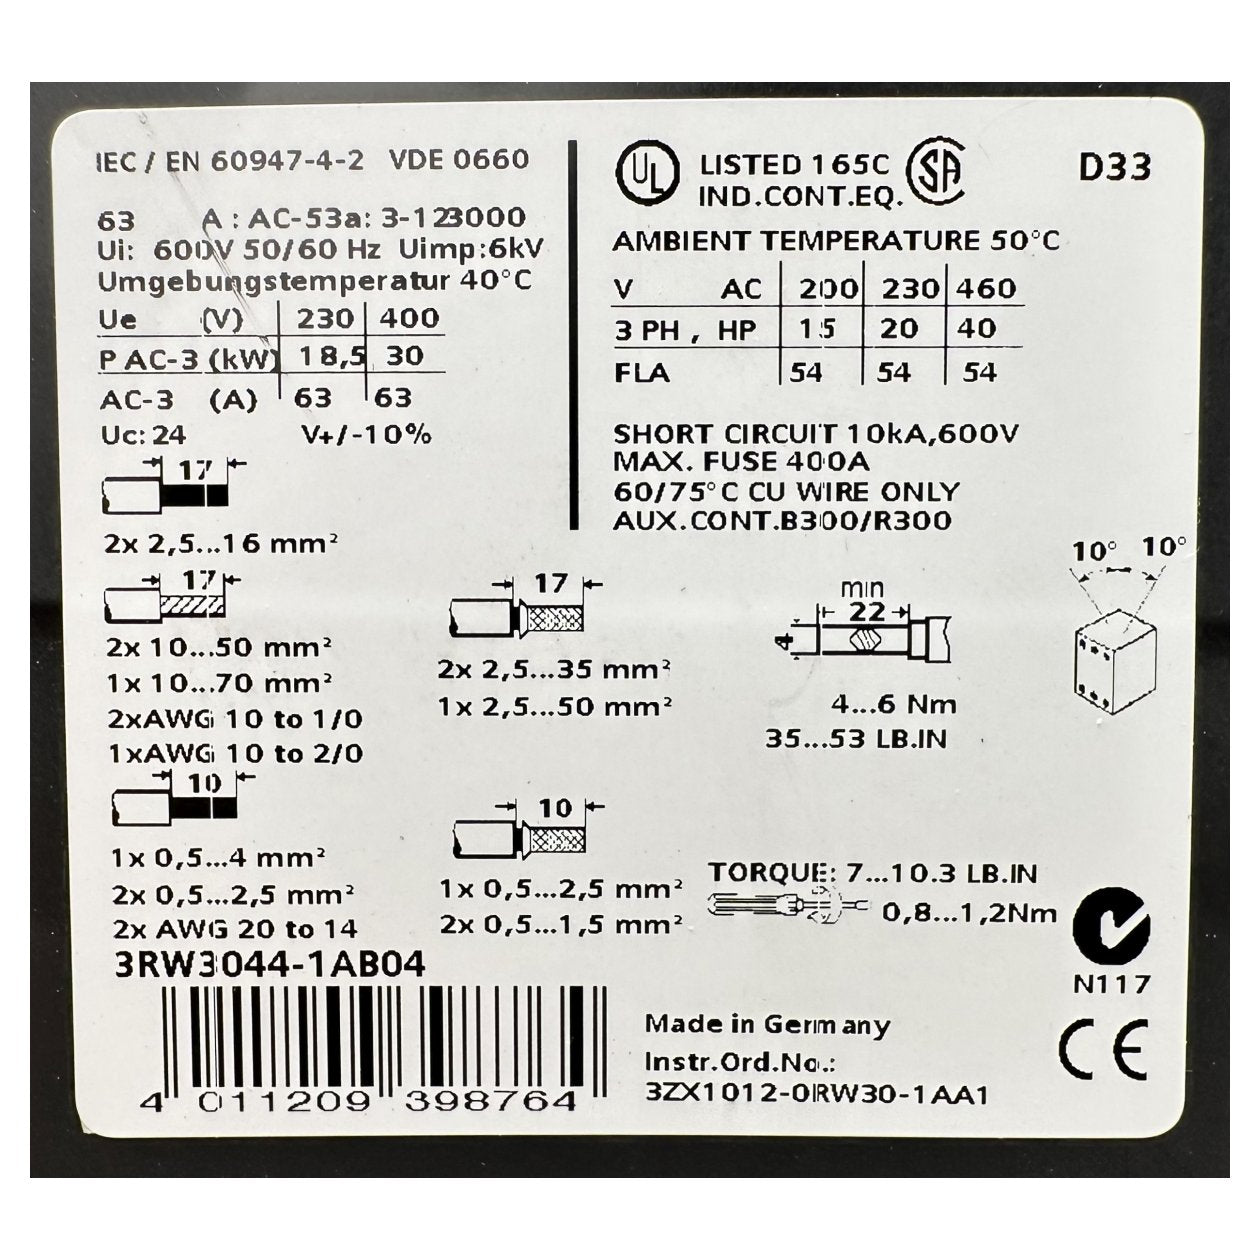 IEC / EN 60947-4-2 VDE 0660
63 A : AC-53a: 3-123000
Ui: 600V 50/60 Hz Uimp:6kV
Umgebungstemperatur 40°C
Ue (V) 230 400
P AC-3 (kW) 18,5 30
AC-3 (A) 63 63
Uc: 24 V+/-10%
17
2x 2,5...16 mm²
17
2x 10...50 mm²
1x 10...70 mm²
2xAWG 10 to 1/0
1xAWG 10 to 2/0
10
1x 0,5...4 mm²
2x 0,5...2,5 mm²
2x AWG 20 to 14
17
2x 2,5...35 mm²
1x 2,5...50 mm²
10
1x 0,5...2,5 mm²
2x 0,5...1,5 mm²
UL LISTED 165C SA
IND.CONT.EQ.
D33
AMBIENT TEMPERATURE 50°C
V AC 200 230 460
3 PH , HP 15 20 40
FLA 54 54 54
SHORT CIRCUIT 10kA,600V
MAX. FUSE 400A
60/75°C CU WIRE ONLY
AUX.CONT.B300/R300
min
22
4
4...6 Nm
35...53 LB.IN
10° 10°
TORQUE: 7...10.3 LB.IN
0,8...1,2Nm
N117
3RW3044-1AB04
4 011209 398764
Made in Germany
Instr.Ord.No.:
3ZX1012-0RW30-1AA1
CE